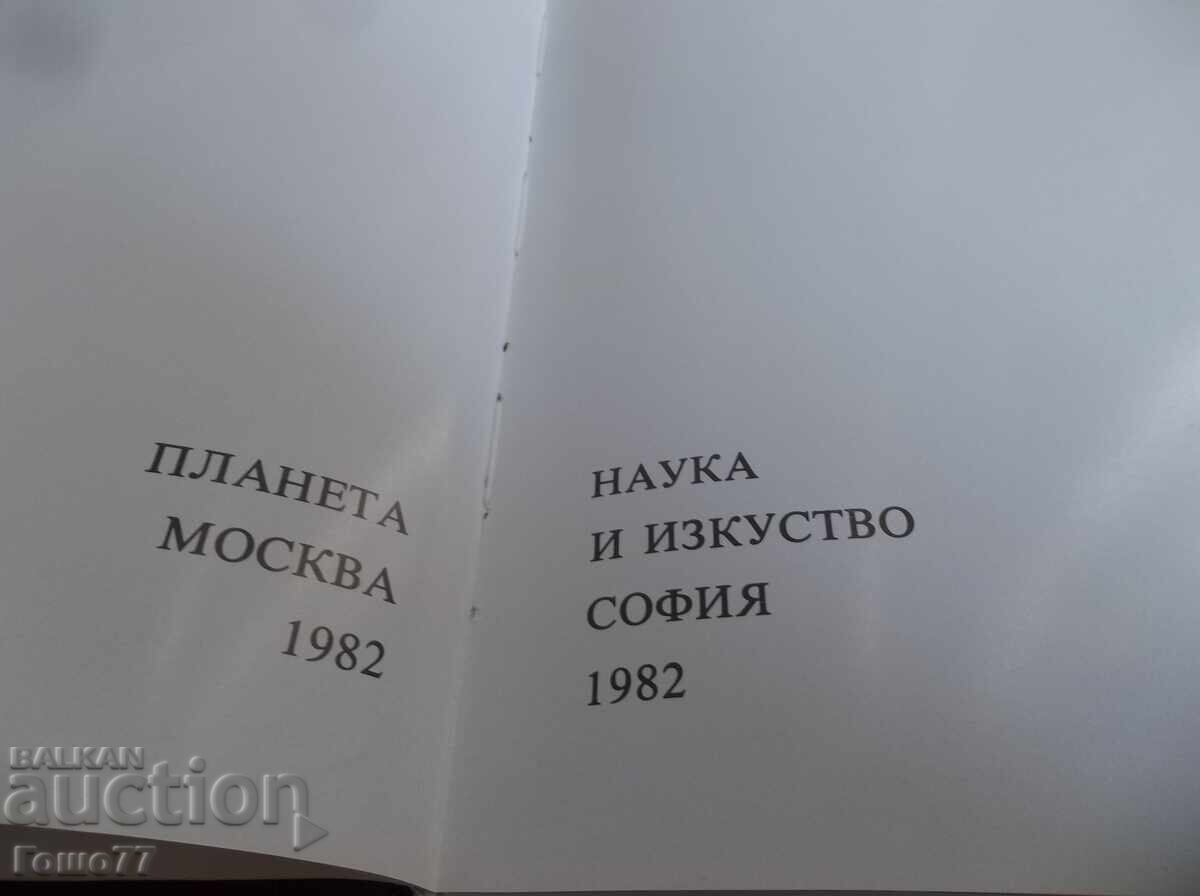 ПЛАНЕТА
МОСКВА
1982
НАУКА
И ИЗКУСТВО
СОФИЯ
1982
BALKAN
auction
Гошо77